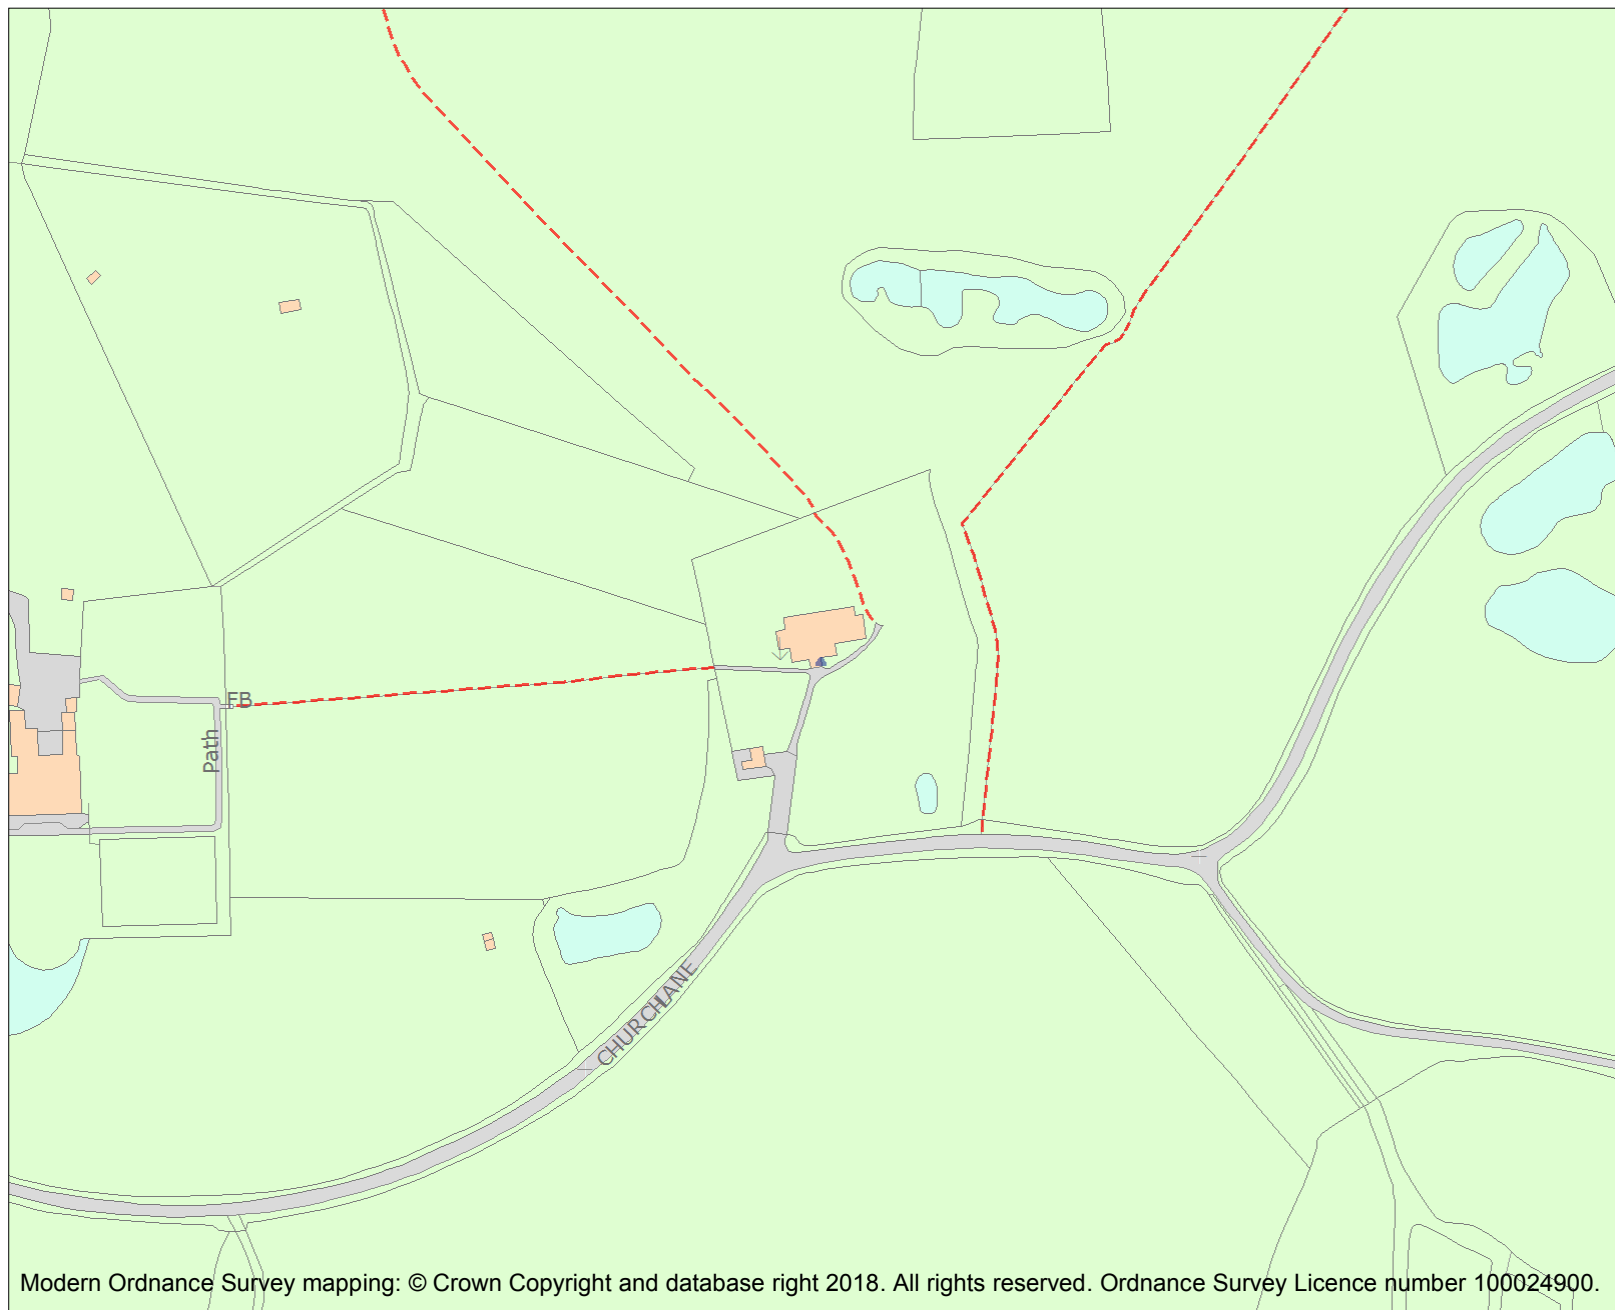 FB
Path
CHURCH LANE
Modern Ordnance Survey mapping: © Crown Copyright and database right 2018. All rights reserved. Ordnance Survey Licence number 100024900.